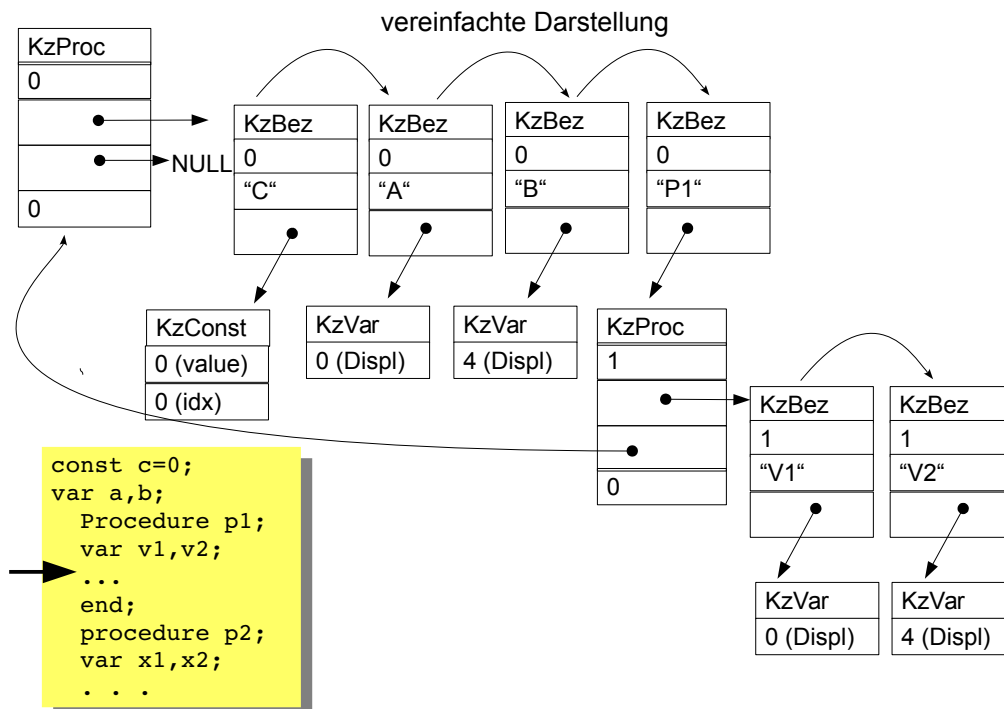 vereinfachte Darstellung
KzProc
0
NULL
0
KzBez
0
“C“
KzBez
0
“A“
KzBez
0
“B“
KzBez
0
“P1“
KzConst
0 (value)
0 (idx)
KzVar
0 (Displ)
KzVar
4 (Displ)
KzProc
1
0
KzBez
1
“V1“
KzBez
1
“V2“
KzVar
0 (Displ)
KzVar
4 (Displ)
const c=0;
var a,b;
Procedure p1;
var v1,v2;
...
end;
procedure p2;
var x1,x2;
. . .